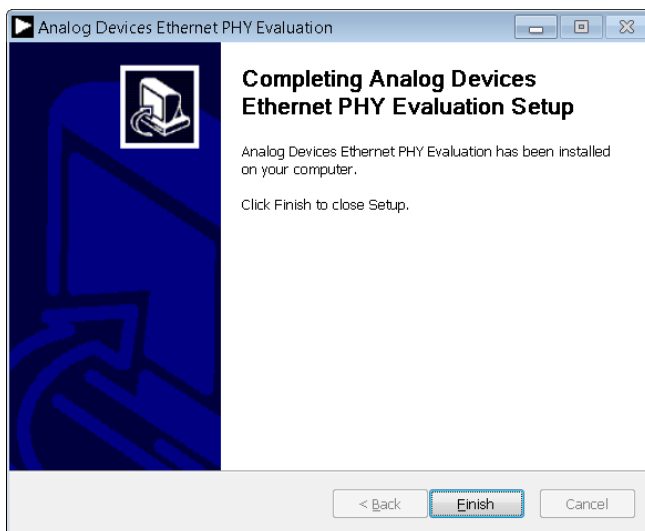 Analog Devices Ethernet PHY Evaluation
Completing Analog Devices
Ethernet PHY Evaluation Setup
Analog Devices Ethernet PHY Evaluation has been installed
on your computer.
Click Finish to close Setup.
< Back
Finish
Cancel